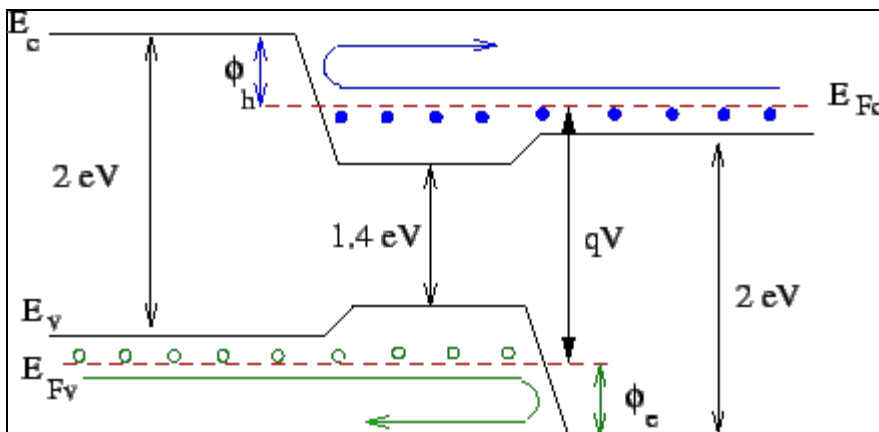 E_c
ϕ_h
E_Fc
2 eV
1,4 eV
qV
2 eV
E_v
E_Fv
ϕ_e